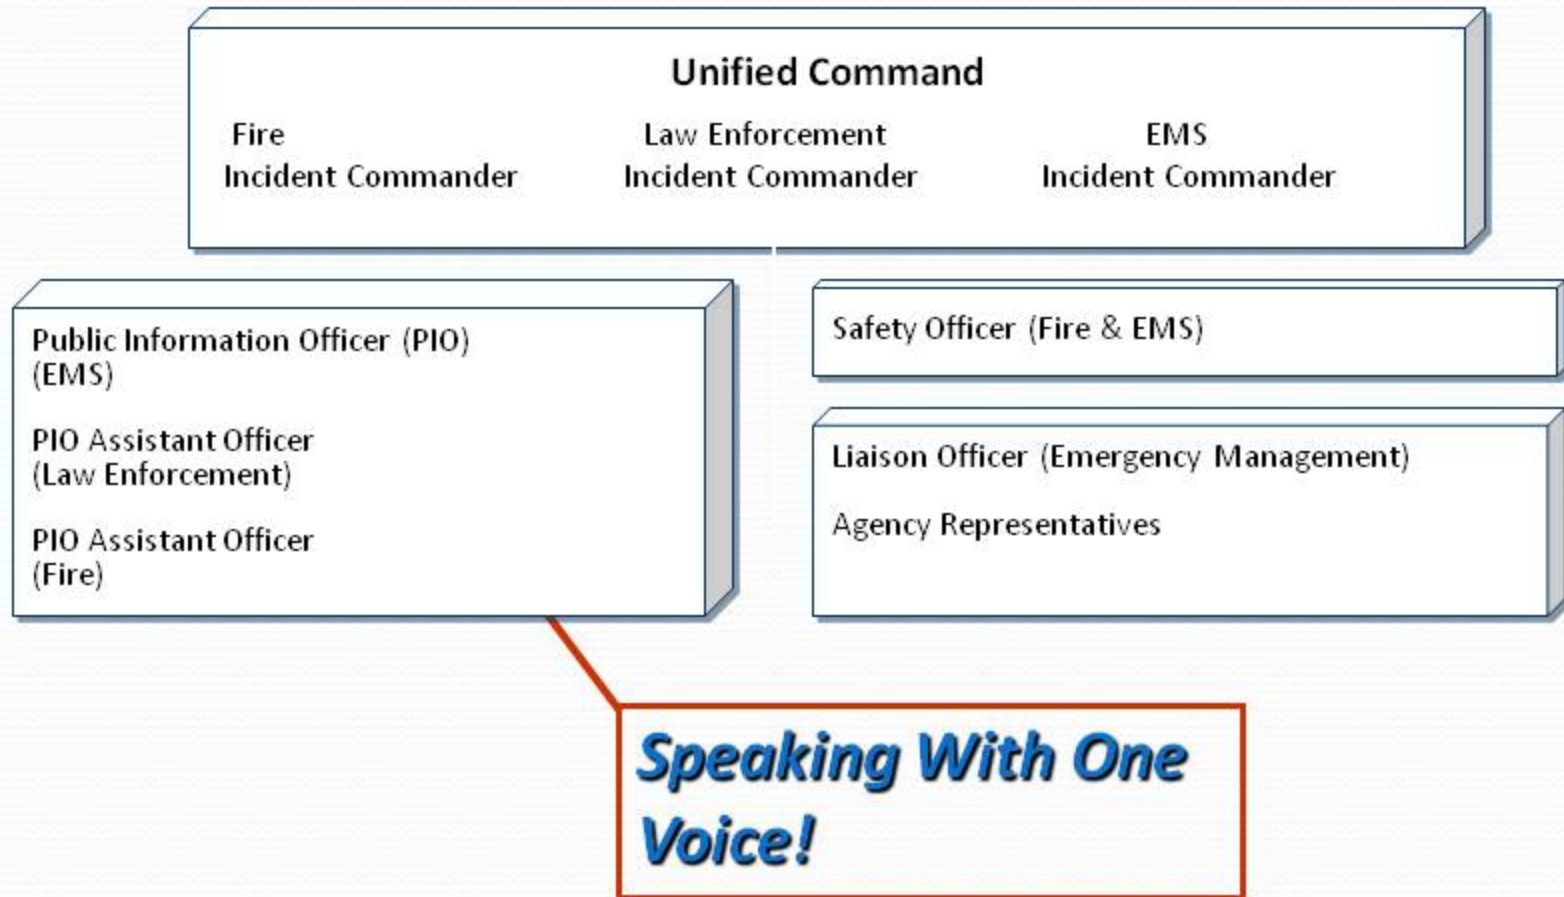 Unified Command
Fire Law Enforcement EMS
Incident Commander Incident Commander Incident Commander
Public Information Officer (PIO)
(EMS)
PIO Assistant Officer
(Law Enforcement)
PIO Assistant Officer
(Fire)
Safety Officer (Fire & EMS)
Liaison Officer (Emergency Management)
Agency Representatives
Speaking With One
Voice!